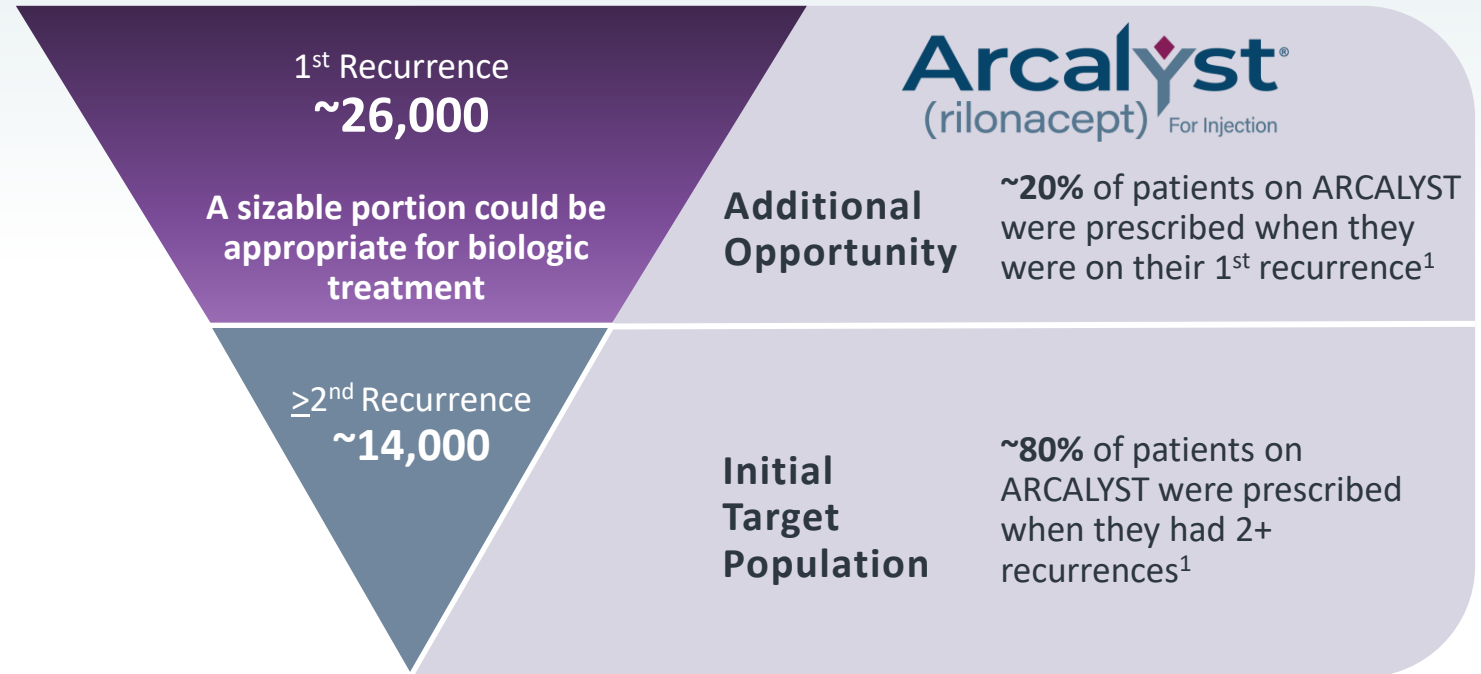 1st Recurrence
~26,000
A sizable portion could be
appropriate for biologic
treatment
Arcalyst®
(rilonacept) For Injection
Additional
Opportunity
~20% of patients on ARCALYST
were prescribed when they
were on their 1st recurrence1
≥2nd Recurrence
~14,000
Initial
Target
Population
~80% of patients on
ARCALYST were prescribed
when they had 2+
recurrences1